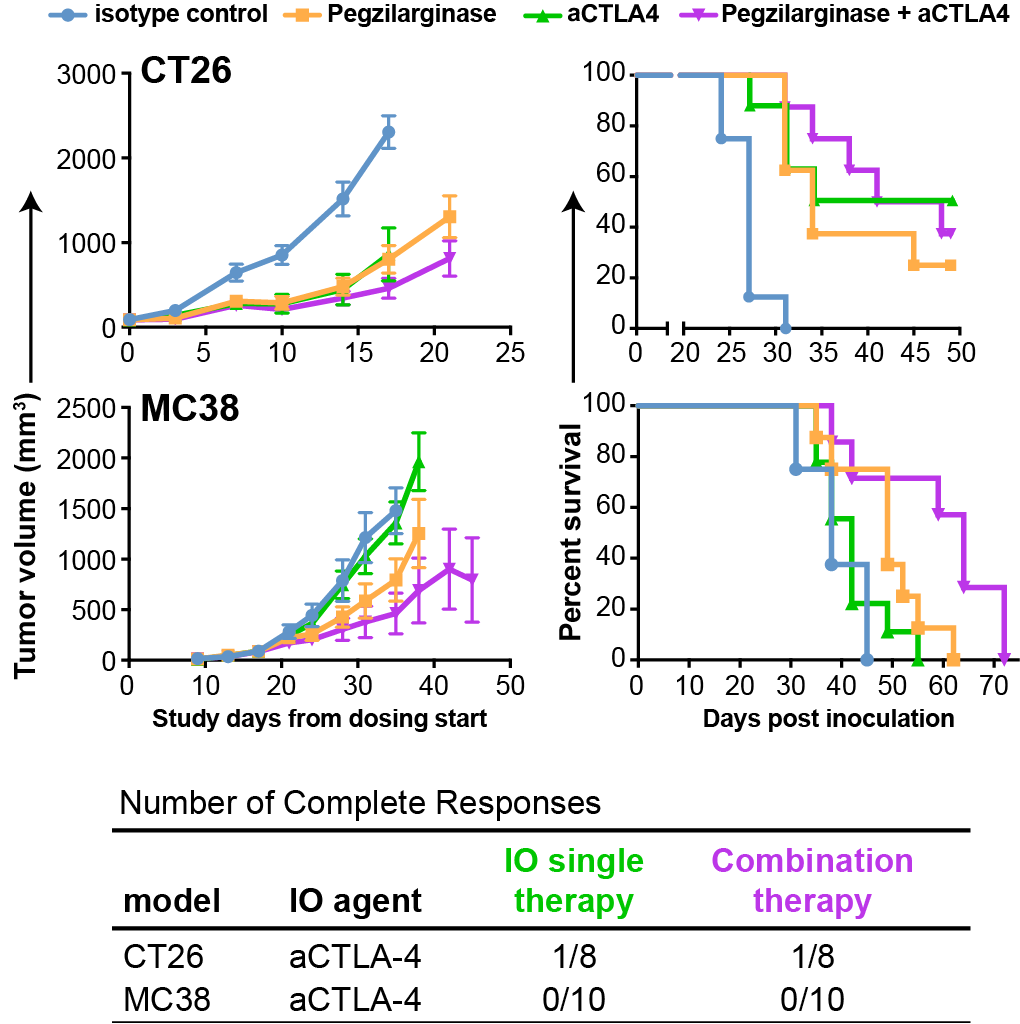 isotype control Pegzilarginase aCTLA4 Pegzilarginase + aCTLA4
CT26
3000
2000
1000
0
0 5 10 15 20 25
100
80
60
40
20
0
0 20 25 30 35 40 45 50
MC38
2500
2000
1500
1000
500
0
0 10 20 30 40 50
Study days from dosing start
Tumor volume (mm³)
100
80
60
40
20
0
0 10 20 30 40 50 60 70
Days post inoculation
Percent survival
Number of Complete Responses
model IO agent IO single therapy Combination therapy
CT26 aCTLA-4 1/8 1/8
MC38 aCTLA-4 0/10 0/10